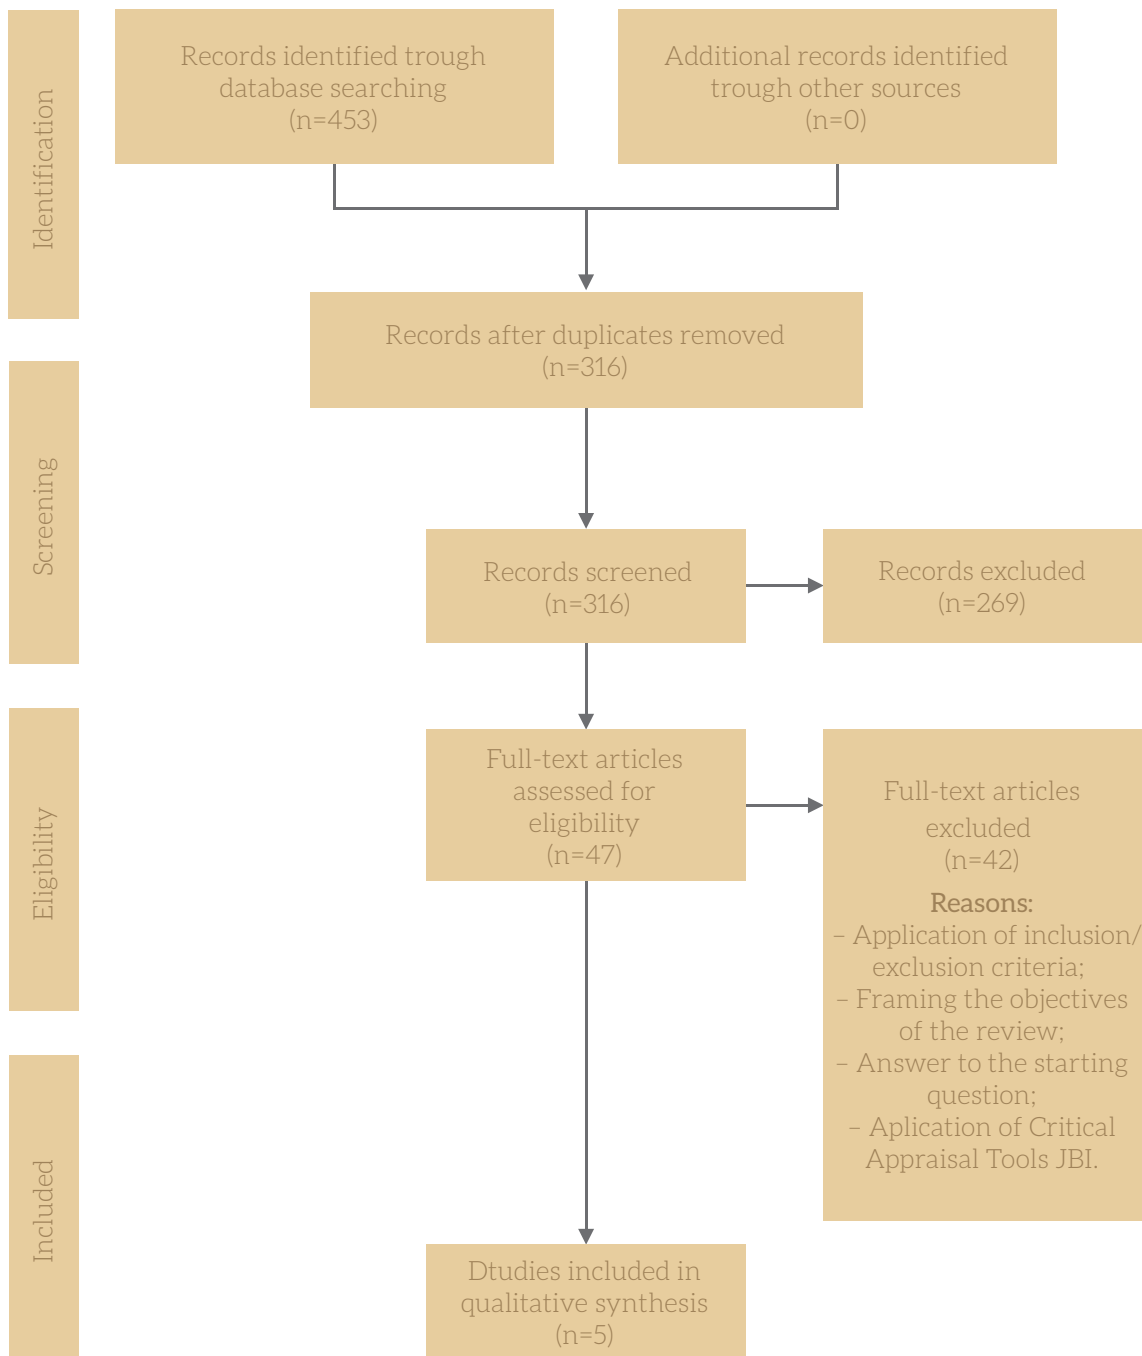 Identification
Records identified trough
database searching
(n=453)
Additional records identified
trough other sources
(n=0)
Records after duplicates removed
(n=316)
Screening
Records screened
(n=316)
Records excluded
(n=269)
Eligibility
Full-text articles
assessed for
eligibility
(n=47)
Full-text articles
excluded
(n=42)
Reasons:
– Application of inclusion/
exclusion criteria;
– Framing the objectives
of the review;
– Answer to the starting
question;
– Aplication of Critical
Appraisal Tools JBI.
Included
Dtudies included in
qualitative synthesis
(n=5)